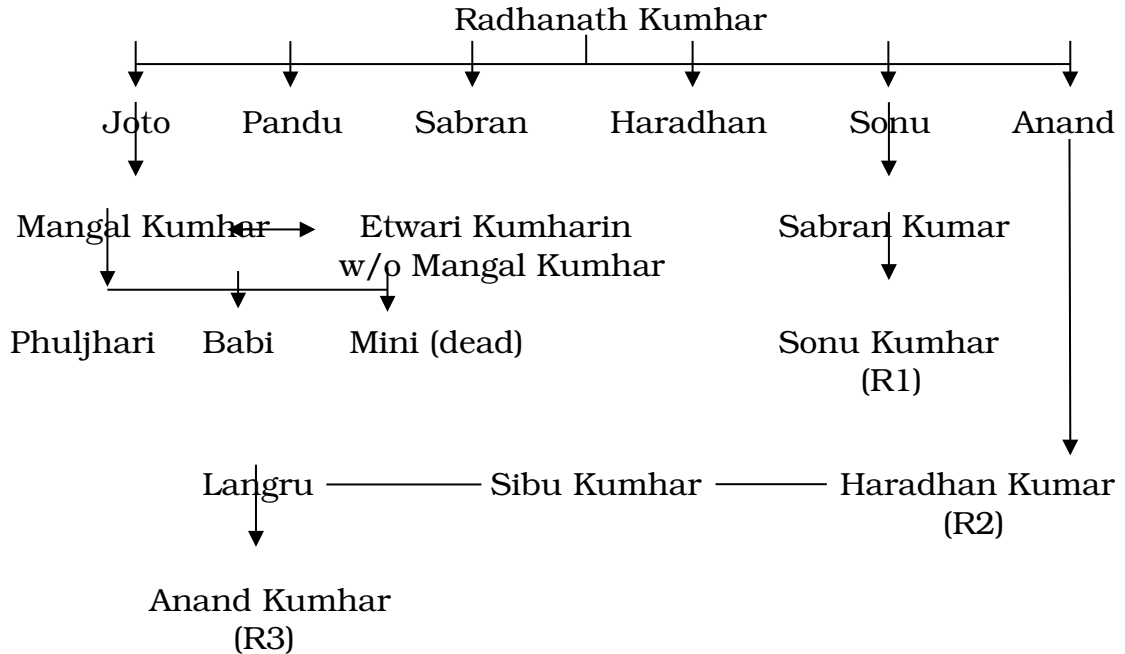 Radhanath Kumhar
Joto Pandu Sabran Haradhan Sonu Anand
Mangal Kumhar Etwari Kumharin Sabran Kumar
w/o Mangal Kumhar
Phuljhari Babi Mini (dead) Sonu Kumhar
(R1)
Langru Sibu Kumhar Haradhan Kumar
(R2)
Anand Kumhar
(R3)